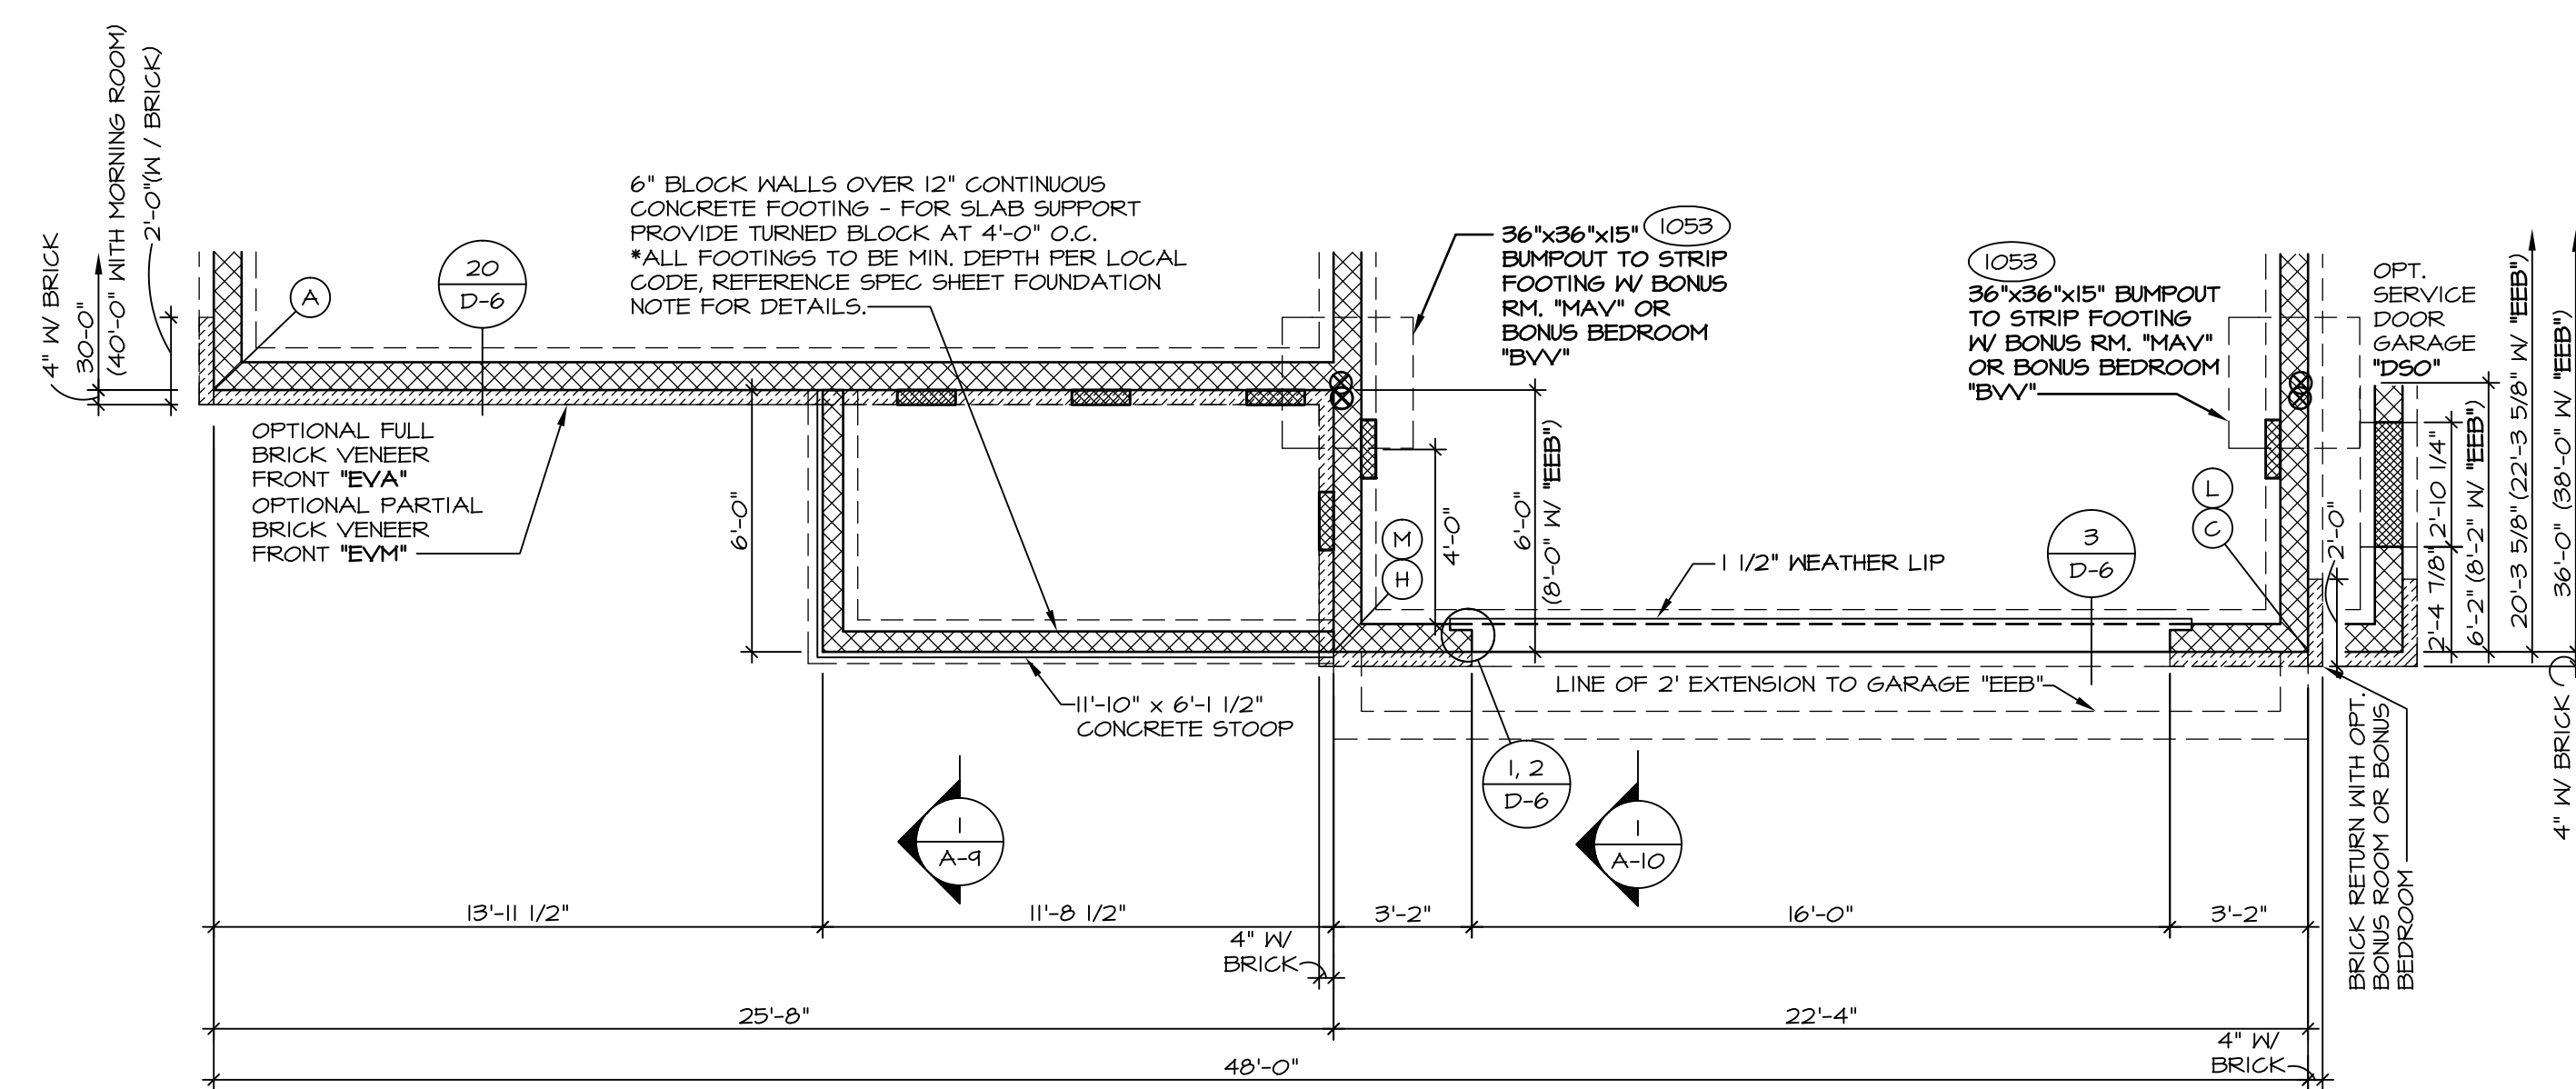 4" W/ BRICK
30'-0"
(40'-0" WITH MORNING ROOM)
2'-0"(W / BRICK)
A
20
D-6
6" BLOCK WALLS OVER 12" CONTINUOUS
CONCRETE FOOTING - FOR SLAB SUPPORT
PROVIDE TURNED BLOCK AT 4'-0" O.C.
*ALL FOOTINGS TO BE MIN. DEPTH PER LOCAL
CODE, REFERENCE SPEC SHEET FOUNDATION
NOTE FOR DETAILS.
36"x36"x15"
1053
BUMPOUT TO STRIP
FOOTING W/ BONUS
RM. "MAV" OR
BONUS BEDROOM
"BVV"
1053
36"x36"x15" BUMPOUT
TO STRIP FOOTING
W/ BONUS RM. "MAV"
OR BONUS BEDROOM
"BVV"
OPT.
SERVICE
DOOR
GARAGE
"DSO"
OPTIONAL FULL
BRICK VENEER
FRONT "EVA"
OPTIONAL PARTIAL
BRICK VENEER
FRONT "EVM"
6'-0"
M
H
4'-0"
6'-0"
(8'-0" W/ "EEB")
1 1/2" WEATHER LIP
3
D-6
L
C
2'-0"
2'-4 7/8"
2'-10 1/4"
6'-2" (8'-2" W/ "EEB")
20'-3 5/8" (22'-3 5/8" W/ "EEB")
36'-0" (38'-0" W/ "EEB")
4" W/ BRICK
LINE OF 2' EXTENSION TO GARAGE "EEB"
11'-10" x 6'-1 1/2"
CONCRETE STOOP
1, 2
D-6
1
A-9
1
A-10
BRICK RETURN WITH OPT.
BONUS ROOM OR BONUS
BEDROOM
13'-11 1/2"
11'-8 1/2"
3'-2"
16'-0"
3'-2"
4" W/
BRICK
25'-8"
22'-4"
4" W/
BRICK
48'-0"